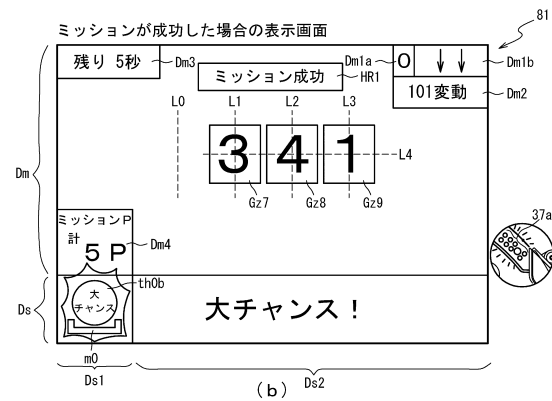 ミッションが成功した場合の表示画面
81
残り 5秒
Dm3
ミッション成功
HR1
Dm1a
0
↓ ↓
Dm1b
101変動
Dm2
L0 L1 L2 L3
3 4 1
L4
Gz7 Gz8 Gz9
Dm
37a
ミッションP
計
5P
Dm4
th0b
大
チャンス
大チャンス!
Ds
m0
Ds1
Ds2
(b)